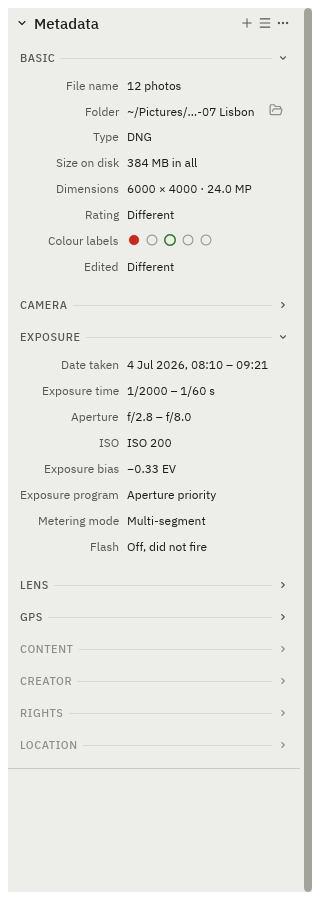 Metadata
BASIC
File name 12 photos
Folder ~/Pictures/...-07 Lisbon
Type DNG
Size on disk 384 MB in all
Dimensions 6000 × 4000 · 24.0 MP
Rating Different
Colour labels
Edited Different
CAMERA
EXPOSURE
Date taken 4 Jul 2026, 08:10 – 09:21
Exposure time 1/2000 – 1/60 s
Aperture f/2.8 – f/8.0
ISO ISO 200
Exposure bias −0.33 EV
Exposure program Aperture priority
Metering mode Multi-segment
Flash Off, did not fire
LENS
GPS
CONTENT
CREATOR
RIGHTS
LOCATION